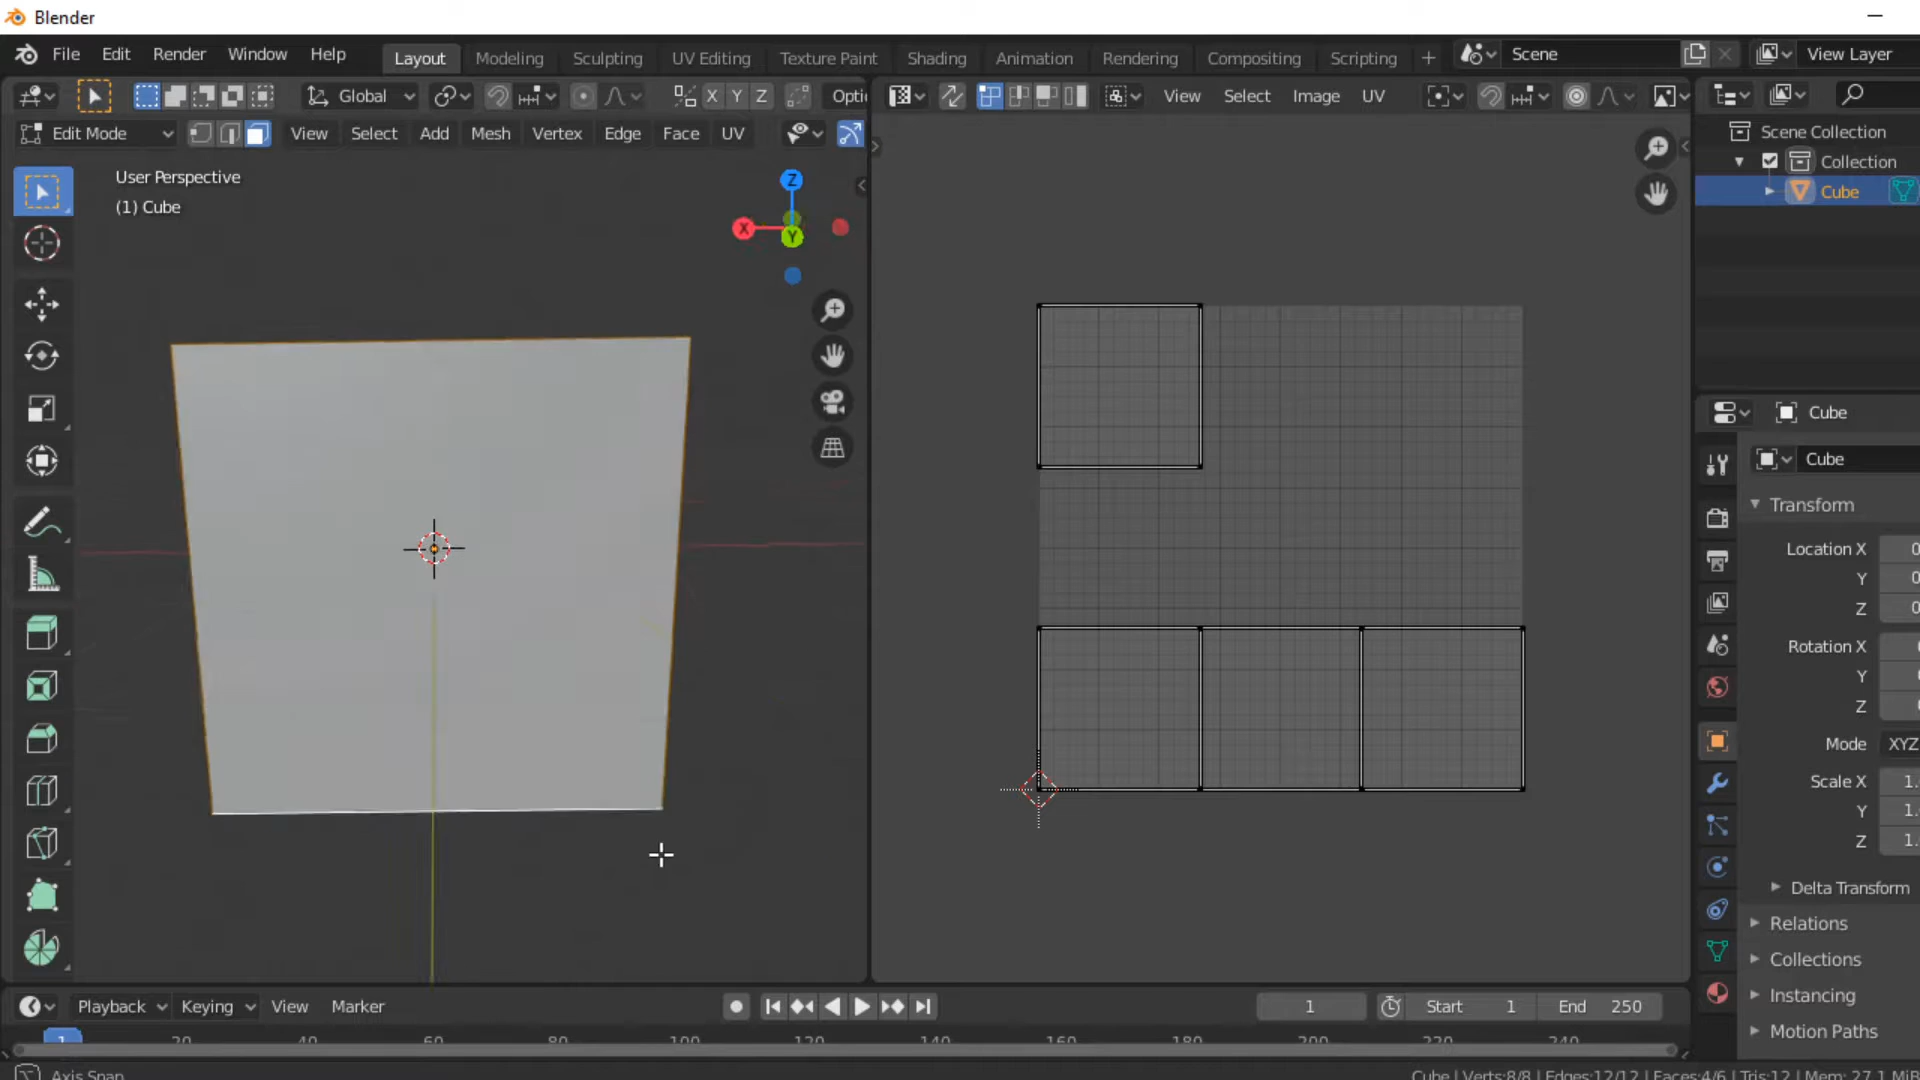 Blender
File Edit Render Window Help Layout Modeling Sculpting UV Editing Texture Paint Shading Animation Rendering Compositing Scripting + Scene View Layer
Global X Y Z Opti View Select Image UV
Edit Mode View Select Add Mesh Vertex Edge Face UV
User Perspective
(1) Cube
Z
X
Y
Scene Collection
Collection
Cube
Cube
Cube
Transform
Location X 0
Y 0
Z 0
Rotation X
Y
Z
Mode XYZ
Scale X 1.
Y 1.
Z 1.
Delta Transform
Relations
Collections
Instancing
Motion Paths
Playback Keying View Marker 1 Start 1 End 250
1 20 40 60 80 100 120 140 160 180 200 220 240
Axis Snap Cube | Verts:8/8 | Edges:12/12 | Faces:4/6 | Tris:12 | Mem: 27.1 MiB